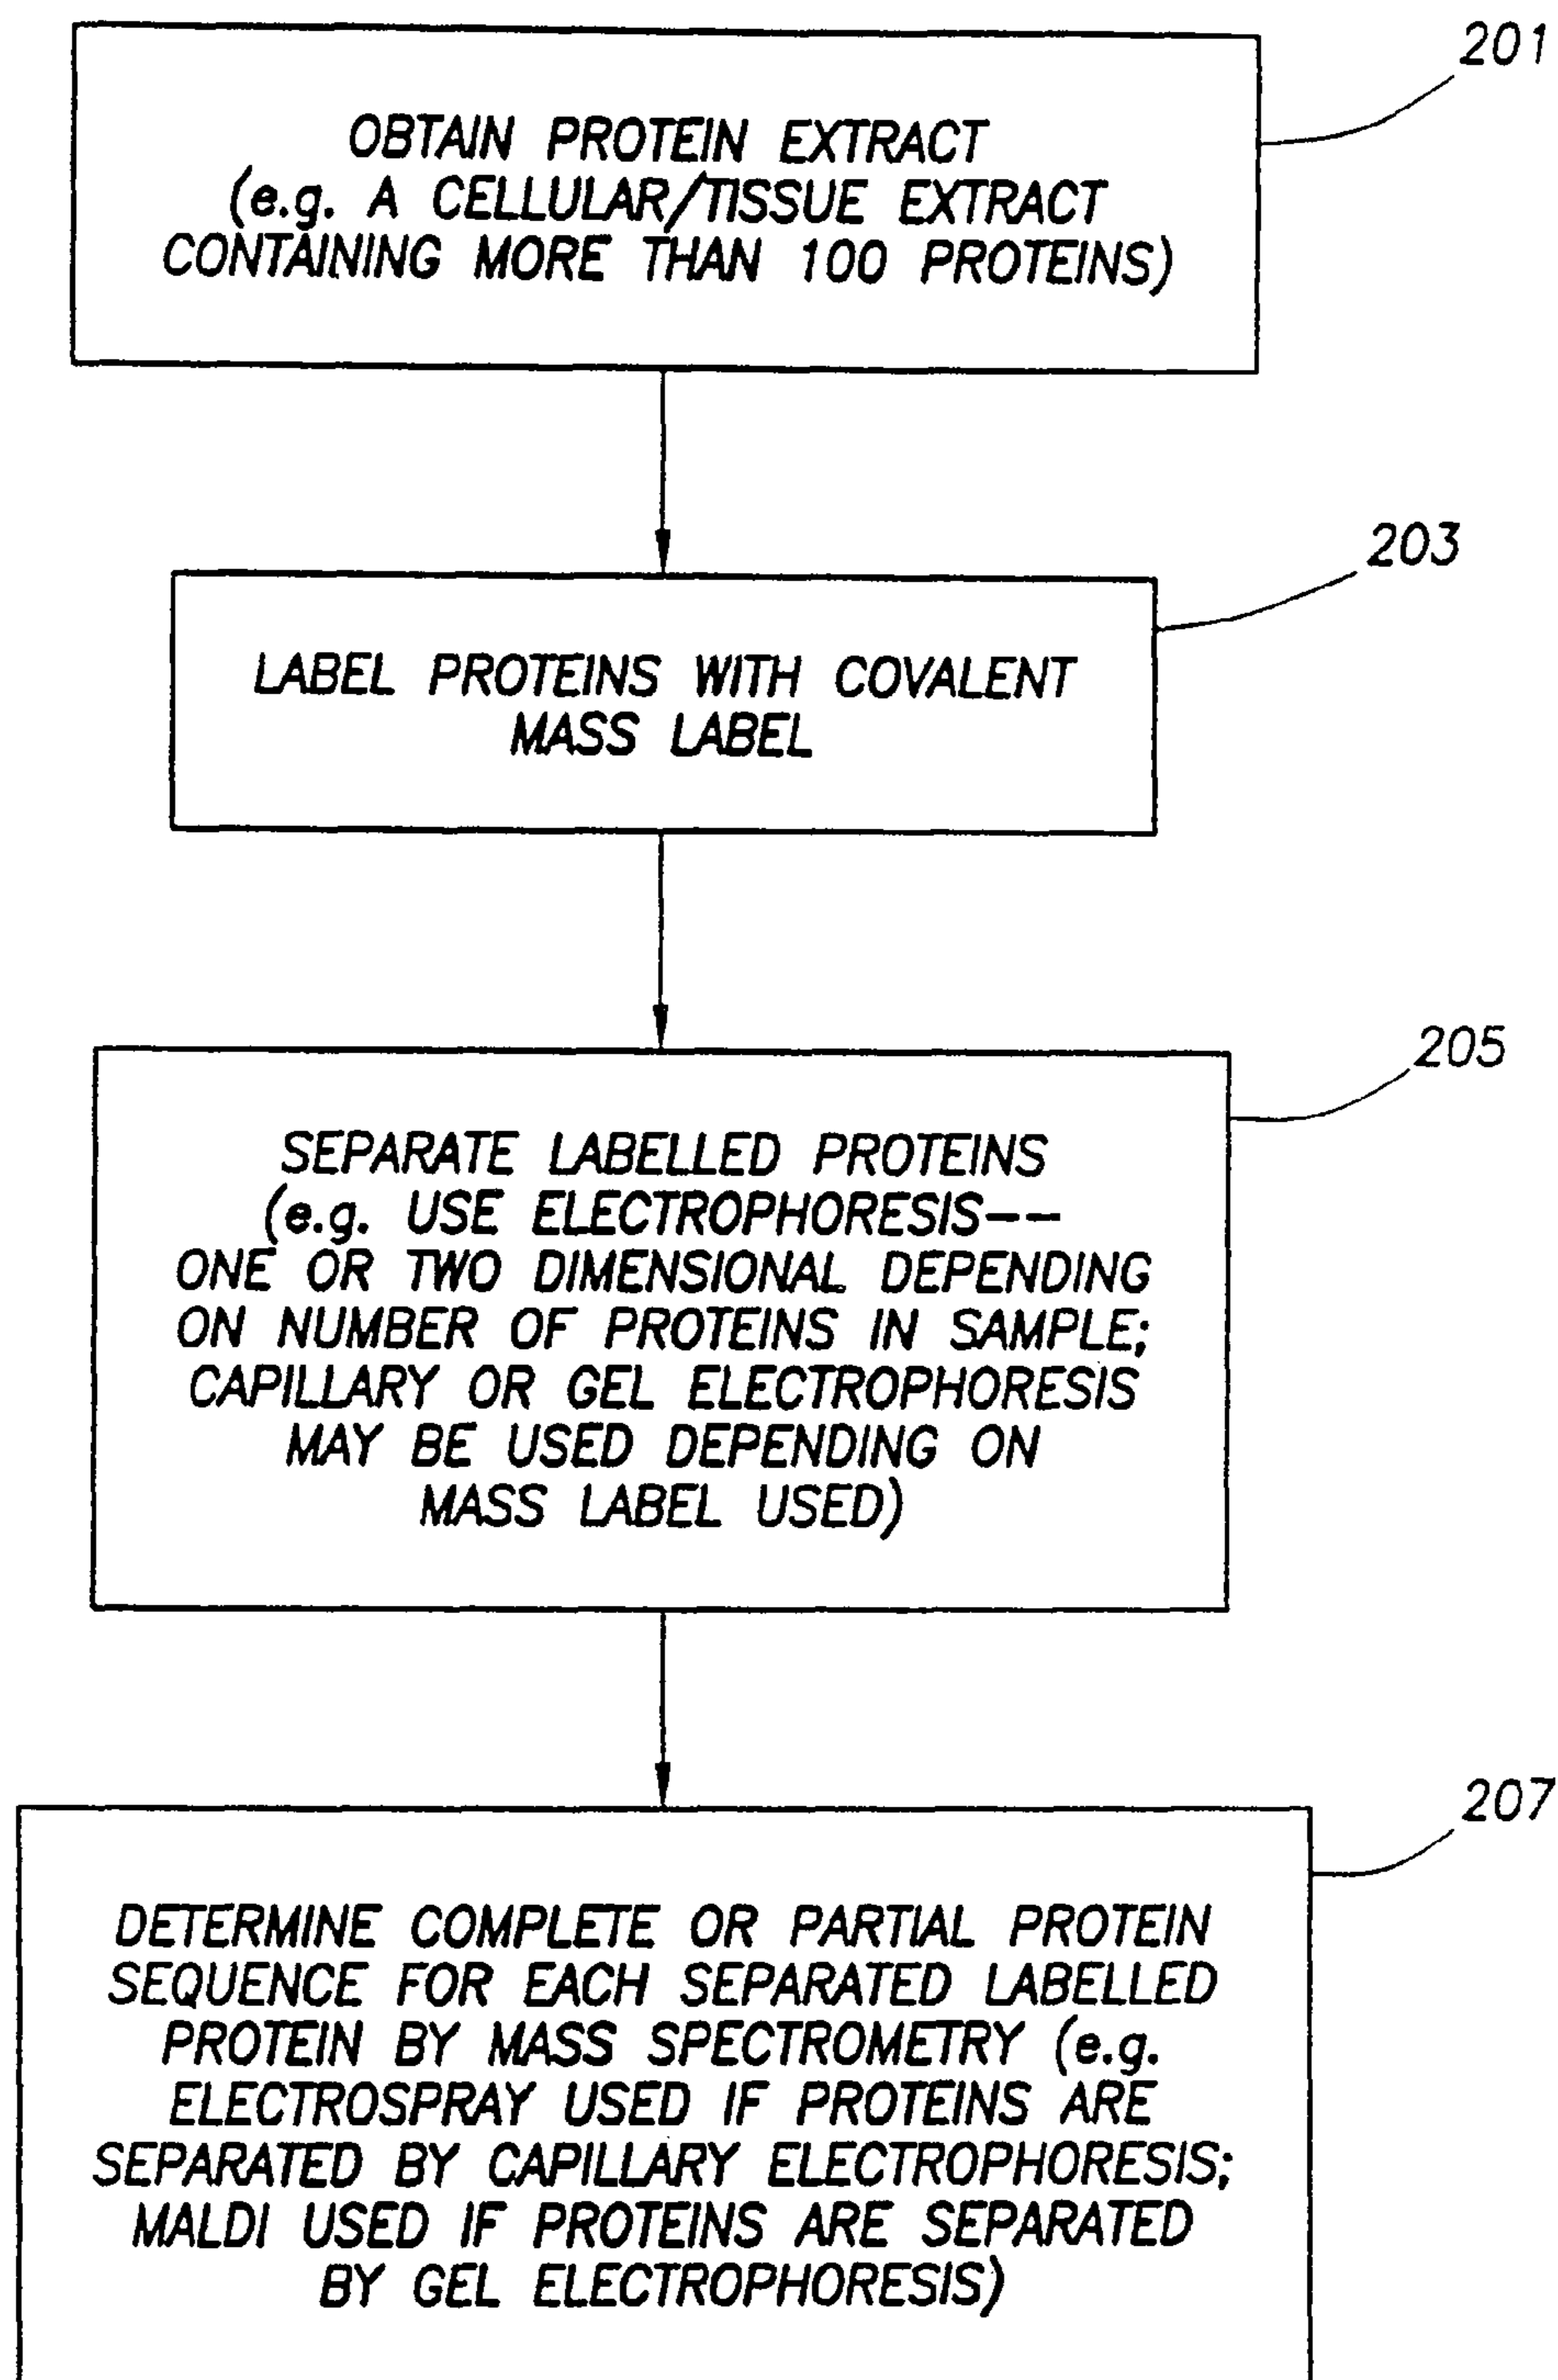 201
OBTAIN PROTEIN EXTRACT
(e.g. A CELLULAR/TISSUE EXTRACT
CONTAINING MORE THAN 100 PROTEINS)
203
LABEL PROTEINS WITH COVALENT
MASS LABEL
205
SEPARATE LABELLED PROTEINS
(e.g. USE ELECTROPHORESIS--
ONE OR TWO DIMENSIONAL DEPENDING
ON NUMBER OF PROTEINS IN SAMPLE;
CAPILLARY OR GEL ELECTROPHORESIS
MAY BE USED DEPENDING ON
MASS LABEL USED)
207
DETERMINE COMPLETE OR PARTIAL PROTEIN
SEQUENCE FOR EACH SEPARATED LABELLED
PROTEIN BY MASS SPECTROMETRY (e.g.
ELECTROSPRAY USED IF PROTEINS ARE
SEPARATED BY CAPILLARY ELECTROPHORESIS;
MALDI USED IF PROTEINS ARE SEPARATED
BY GEL ELECTROPHORESIS)